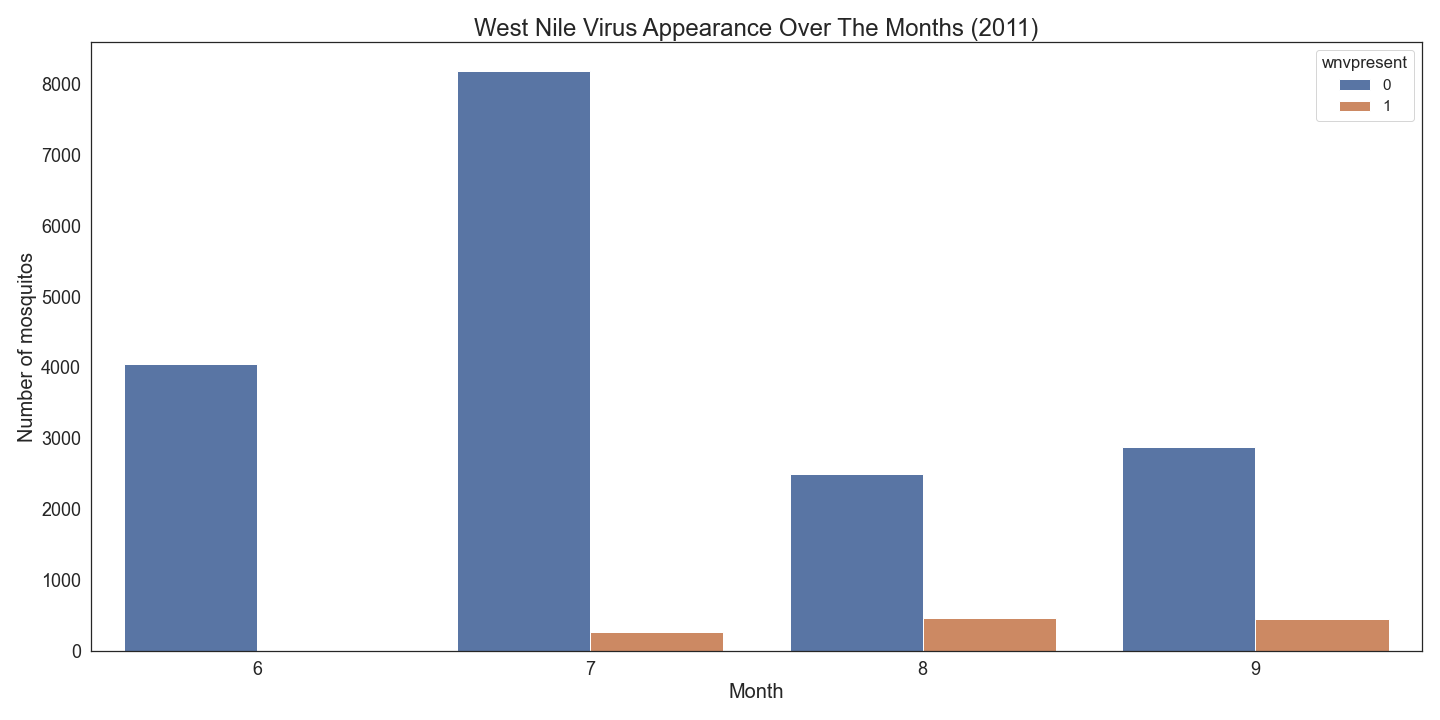 West Nile Virus Appearance Over The Months (2011)
wnvpresent
0
1
8000
7000
6000
5000
4000
3000
2000
1000
0
Number of mosquitos
6 7 8 9
Month